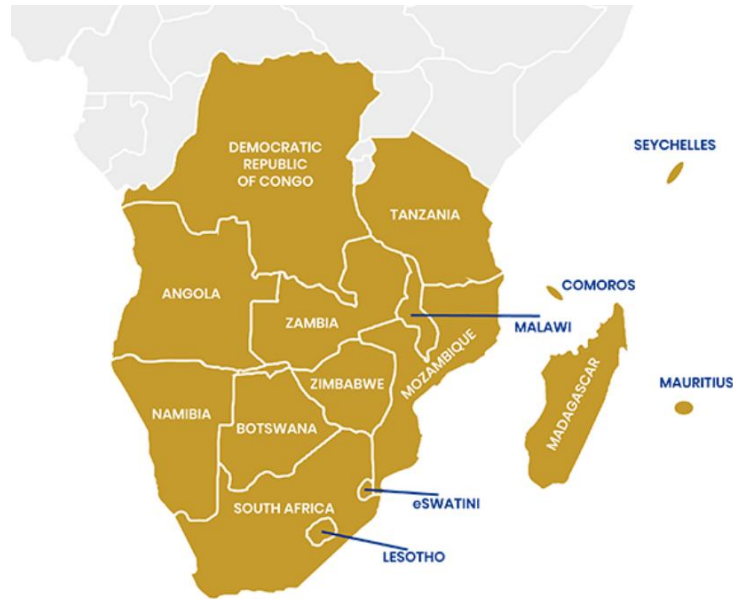 DEMOCRATIC
REPUBLIC
OF CONGO
SEYCHELLES
TANZANIA
ANGOLA
COMOROS
ZAMBIA
MALAWI
MOZAMBIQUE
ZIMBABWE
MADAGASCAR
MAURITIUS
NAMIBIA
BOTSWANA
eSWATINI
SOUTH AFRICA
LESOTHO